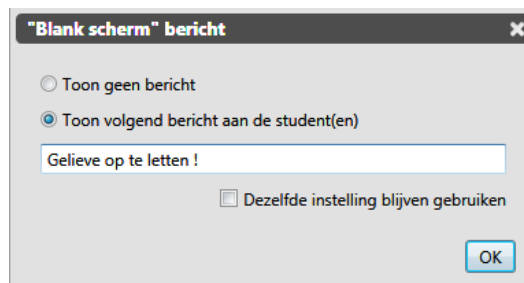 "Blank scherm" bericht
Toon geen bericht
Toon volgend bericht aan de student(en)
Gelieve op te letten !
Dezelfde instelling blijven gebruiken
OK